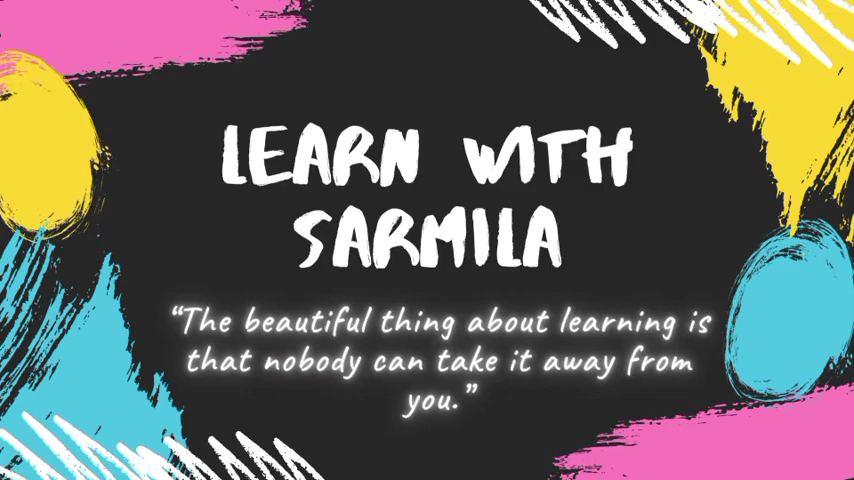 LEARN WITH
SARMILA
“The beautiful thing about learning is
that nobody can take it away from
you.”